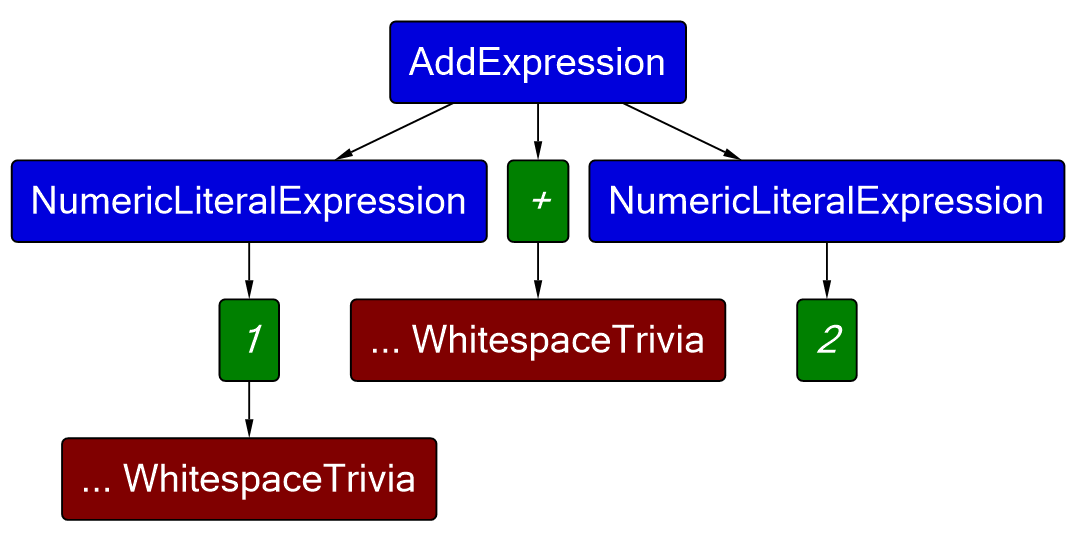 AddExpression
NumericLiteralExpression
+
NumericLiteralExpression
1
... WhitespaceTrivia
2
... WhitespaceTrivia